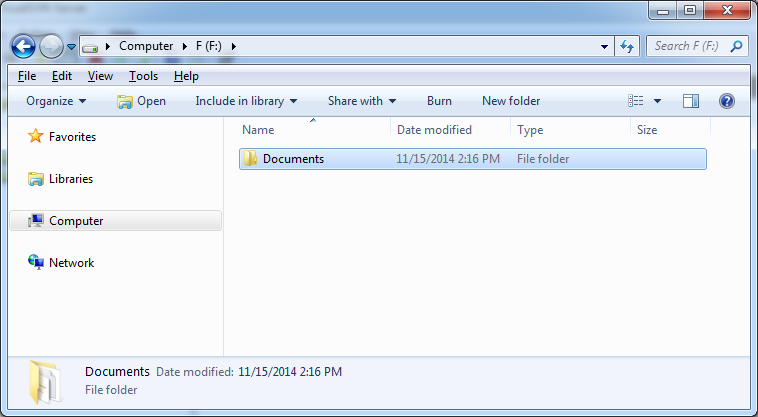 Computer F (F:) Search F (F:)
File Edit View Tools Help
Organize Open Include in library Share with Burn New folder
Name Date modified Type Size
Favorites
Documents 11/15/2014 2:16 PM File folder
Libraries
Computer
Network
Documents Date modified: 11/15/2014 2:16 PM
File folder